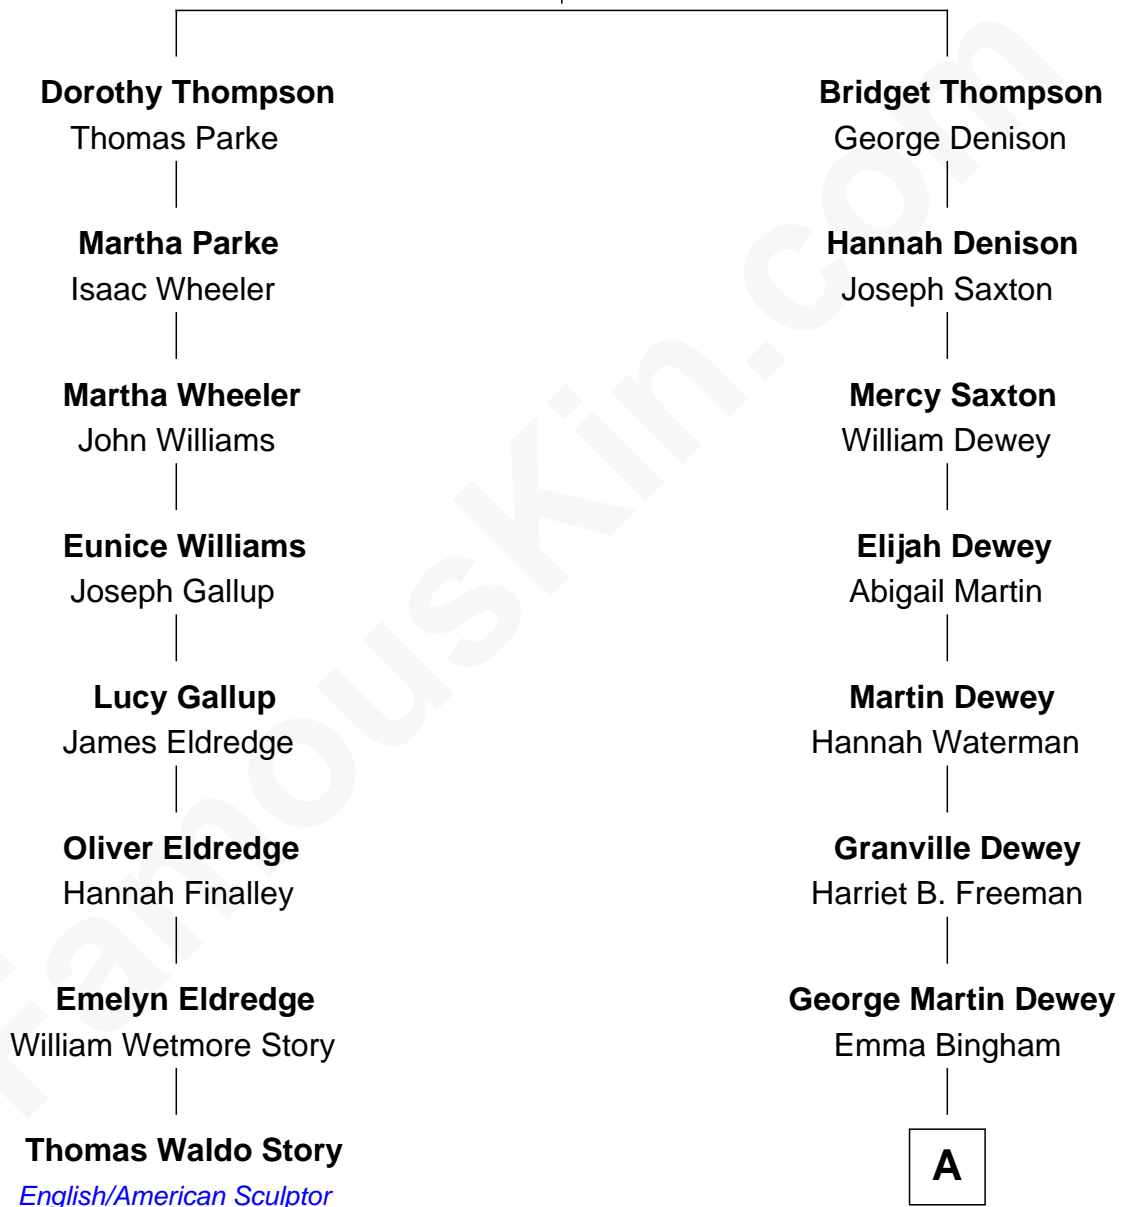 Dorothy Thompson
Thomas Parke
Martha Parke
Isaac Wheeler
Martha Wheeler
John Williams
Eunice Williams
Joseph Gallup
Lucy Gallup
James Eldredge
Oliver Eldredge
Hannah Finalley
Emelyn Eldredge
William Wetmore Story
Thomas Waldo Story
English/American Sculptor
Bridget Thompson
George Denison
Hannah Denison
Joseph Saxton
Mercy Saxton
William Dewey
Elijah Dewey
Abigail Martin
Martin Dewey
Hannah Waterman
Granville Dewey
Harriet B. Freeman
George Martin Dewey
Emma Bingham
A
FamousKin.com